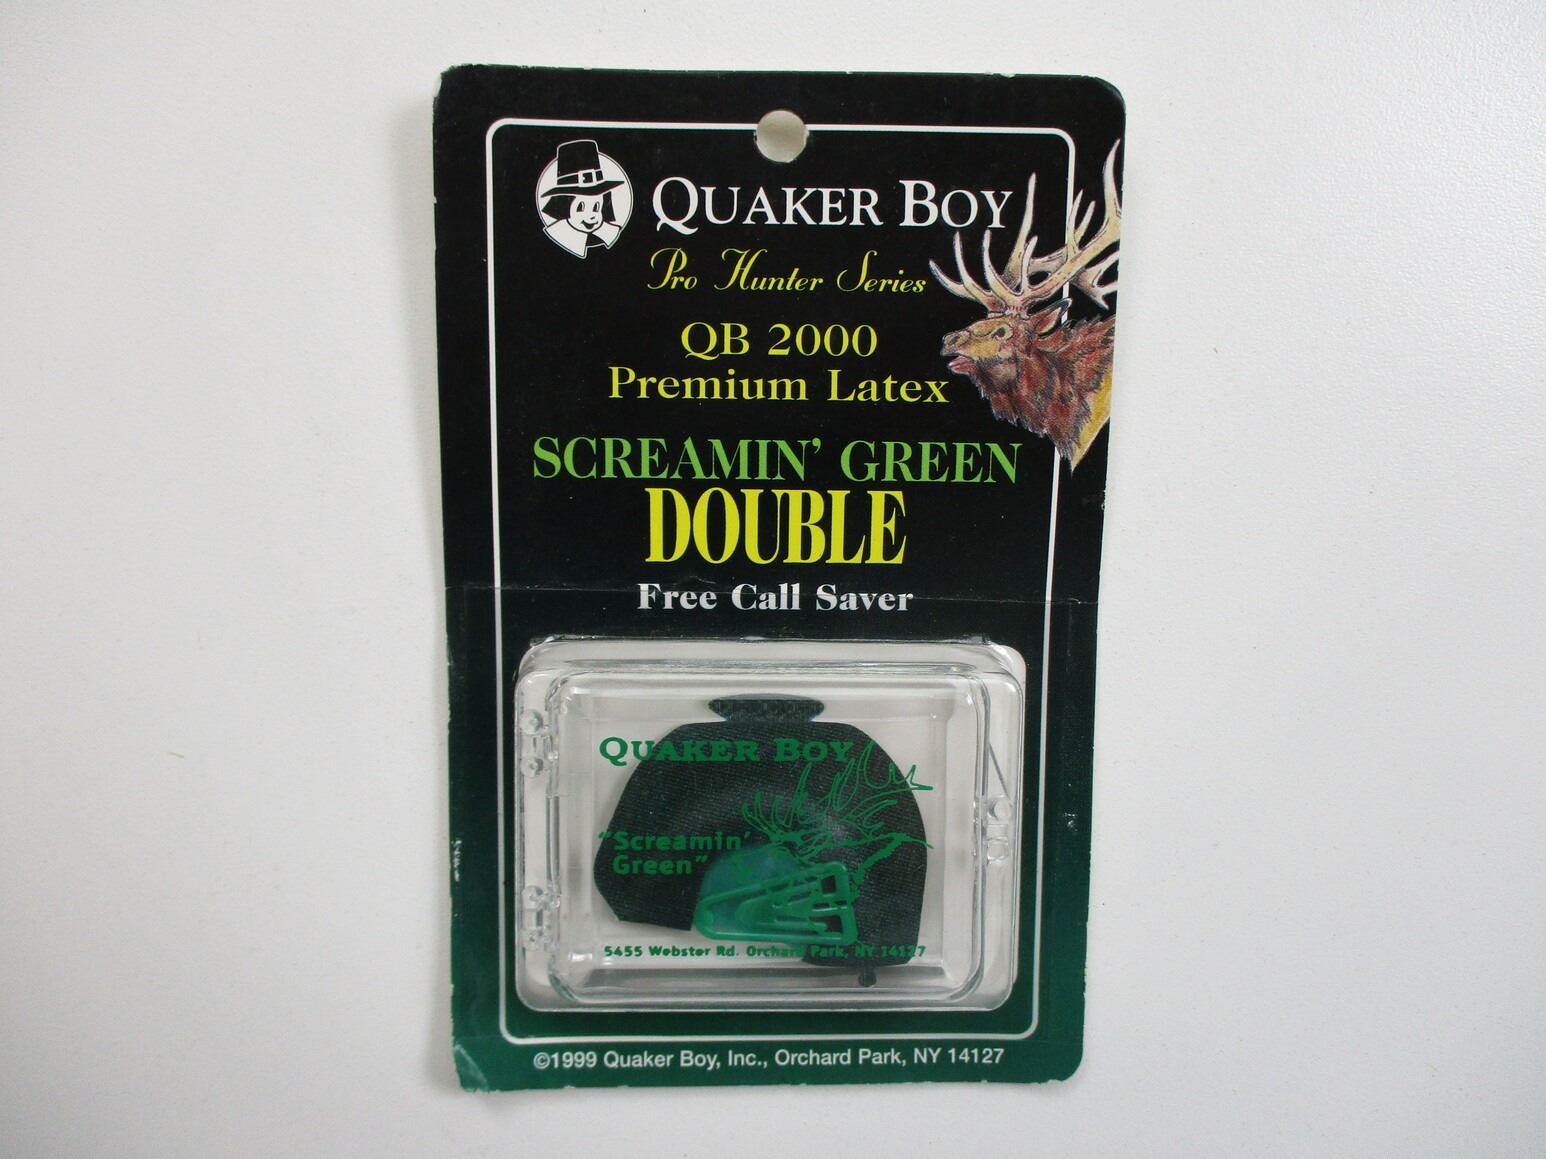 QUAKER BOY
Pro Hunter Series
QB 2000
Premium Latex
SCREAMIN' GREEN
DOUBLE
Free Call Saver
QUAKER BOY
"Screamin'
Green"
5455 Webster Rd. Orchard Park, NY 14127
©1999 Quaker Boy, Inc., Orchard Park, NY 14127